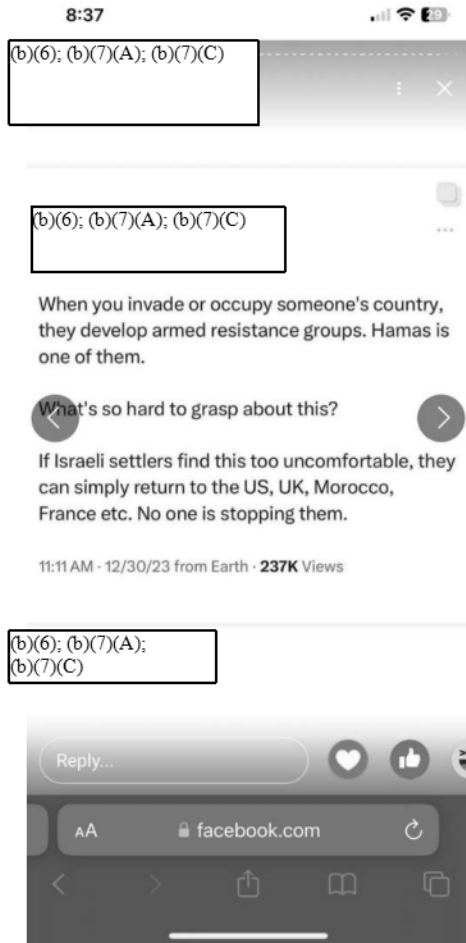 8:37
29
(b)(6); (b)(7)(A); (b)(7)(C)
(b)(6); (b)(7)(A); (b)(7)(C)
When you invade or occupy someone's country,
they develop armed resistance groups. Hamas is
one of them.
What's so hard to grasp about this?
If Israeli settlers find this too uncomfortable, they
can simply return to the US, UK, Morocco,
France etc. No one is stopping them.
11:11 AM · 12/30/23 from Earth · 237K Views
(b)(6); (b)(7)(A);
(b)(7)(C)
Reply...
AA facebook.com